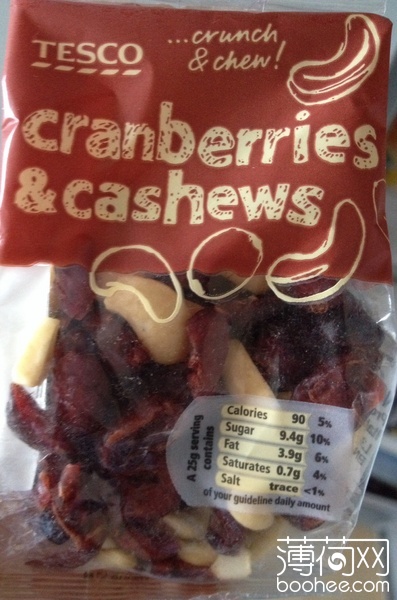 TESCO
...crunch
& chew!
cranberries
& cashews
A 25g serving
contains
Calories 90 5%
Sugar 9.4g 10%
Fat 3.9g 6%
Saturates 0.7g 4%
Salt trace <1%
of your guideline daily amount
薄荷网
boohee.com